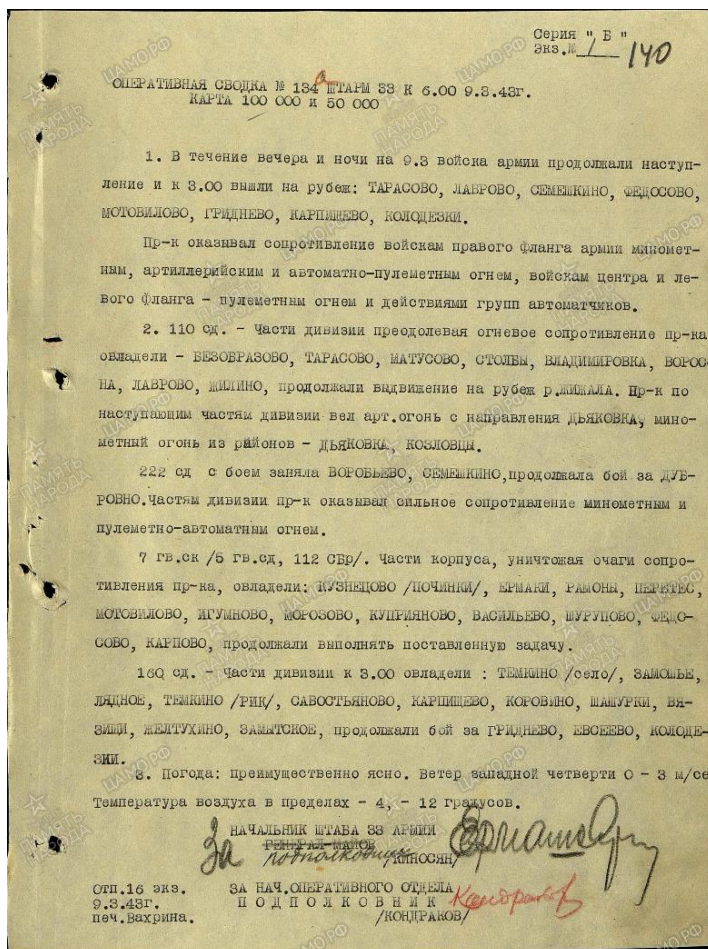 Серия "Б"
экз.№ 1 140
ОПЕРАТИВНАЯ СВОДКА № 134а ШТАРМ 33 К 6.00 9.3.43г.
КАРТА 100 000 и 50 000
1. В течение вечера и ночи на 9.3 войска армии продолжали наступ-
ление и к 3.00 вышли на рубеж: ТАРАСОВО, ЛАВРОВО, СЕМЕШКИНО, ФЕДОСОВО,
МОТОВИЛОВО, ГРИДНЕВО, КАРПИЩЕВО, КОЛОДЕЗКИ.
Пр-к оказывал сопротивление войскам правого фланга армии миномет-
ным, артиллерийским и автоматно-пулеметным огнем, войскам центра и ле-
вого фланга - пулеметным огнем и действиями групп автоматчиков.
2. 110 сд. - Части дивизии преодолевая огневое сопротивление пр-ка
овладели - БЕЗОБРАЗОВО, ТАРАСОВО, МАТУСОВО, СТОЛБЫ, ВЛАДИМИРОВКА, ВОРОС-
НА, ЛАВРОВО, ЖИЛИНО, продолжали выдвижение на рубеж р.ЖИЖАЛА. Пр-к по
наступающим частям дивизии вел арт.огонь с направления ДЬЯКОВКА, мино-
метный огонь из районов - ДЬЯКОВКА, КОЗЛОВЦЫ.
222 сд с боем заняла ВОРОБЬЕВО, СЕМЕШКИНО,продолжала бой за ДУБ-
РОВНО.Частям дивизии пр-к оказывал сильное сопротивление минометным и
пулеметно-автоматным огнем.
7 гв.ск /5 гв.сд, 112 СБр/. Части корпуса, уничтожая очаги сопро-
тивления пр-ка, овладели: КУЗНЕЦОВО /ПОЧИНКИ/, ЕРМАКИ, РАМОНЫ, ПЕРЕТЕС,
МОТОВИЛОВО, ИГУМНОВО, МОРОЗОВО, КУПРИЯНОВО, ВАСИЛЬЕВО, ШУРУПОВО, ФЕДО-
СОВО, КАРПОВО, продолжали выполнять поставленную задачу.
160 сд. - Части дивизии к 3.00 овладели : ТЕМКИНО /село/, ЗАМОШЬЕ,
ЛЯДНОЕ, ТЕМКИНО /РИК/, САВОСТЬЯНОВО, КАРПИЩЕВО, КОРОВИНО, ШАШУРКИ, ВЯ-
ЗИЩИ, ЖЕЛТУХИНО, ЗАМЫТСКОЕ, продолжали бой за ГРИДНЕВО, ЕВСЕЕВО, КОЛОДЕ-
ЗКИ.
3. Погода: преимущественно ясно. Ветер западной четверти 0 - 3 м/се
Температура воздуха в пределах - 4, - 12 градусов.
НАЧАЛЬНИК ШТАБА 33 АРМИИ
За ГЕНЕРАЛ-МАЙОР
подполковник /КИНОСЯН/
ОТП.16 экз. ЗА НАЧ.ОПЕРАТИВНОГО ОТДЕЛА
9.3.43г. ПОДПОЛКОВНИК Кондраков
печ.Вахрина. /КОНДРАКОВ/
ПАМЯТЬ НАРОДА
ЦАМО.РФ